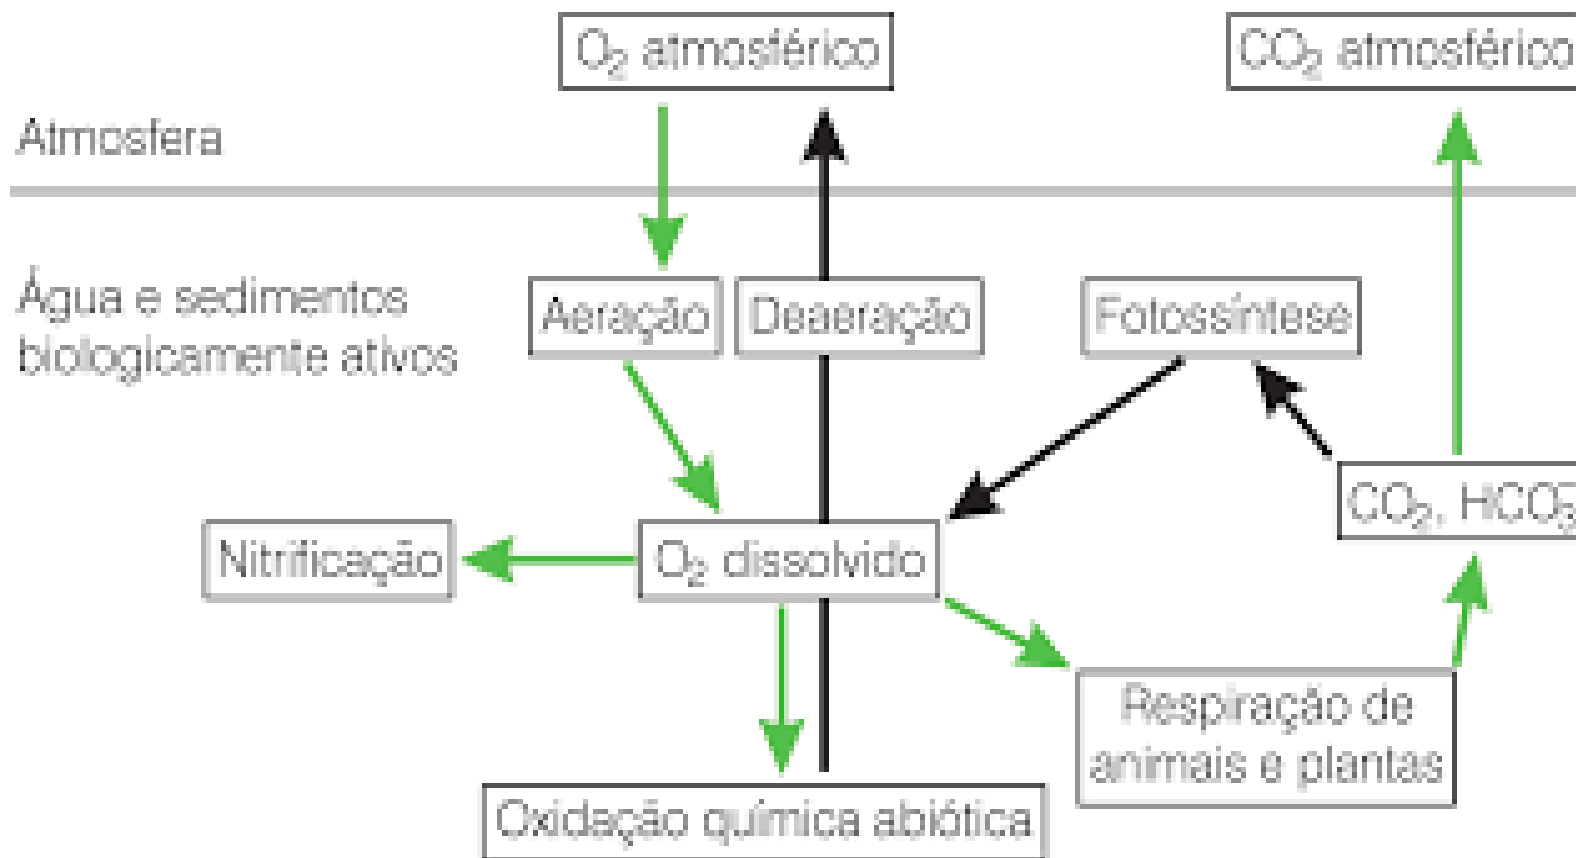 O₂ atmosférico
CO₂ atmosférico
Atmosfera
Água e sedimentos
biologicamente ativos
Aeração
Deaeração
Fotossíntese
CO₂, HCO₃⁻
Nitrificação
O₂ dissolvido
Respiração de
animais e plantas
Oxidação química abiótica